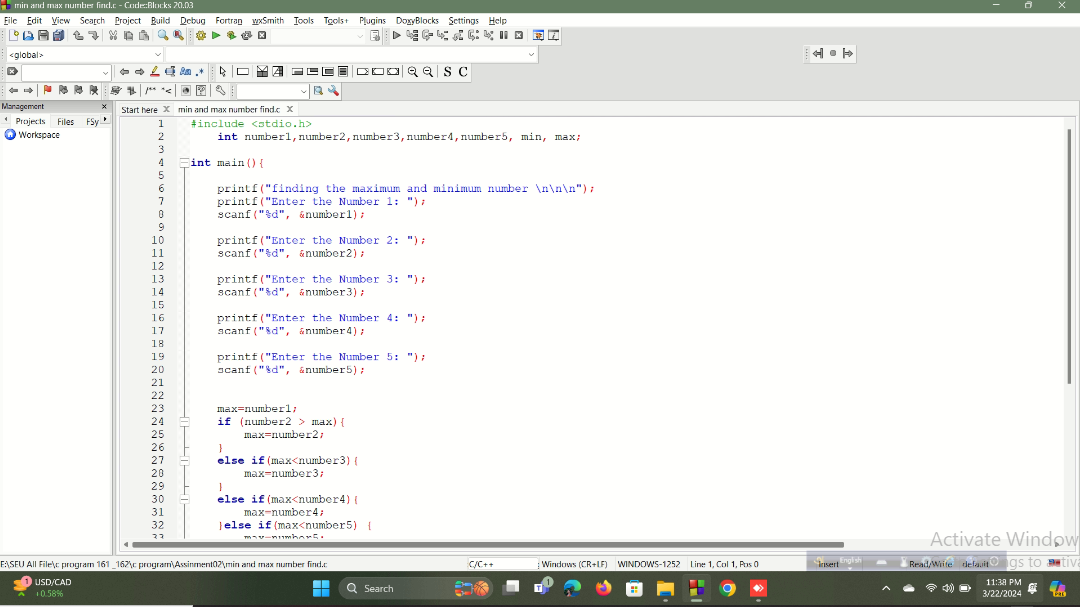 min and max number find.c - Code::Blocks 20.03
File Edit View Search Project Build Debug Fortran wxSmith Tools Tools+ Plugins DoxyBlocks Settings Help
<global>
S C
/** *<
Management
Projects Files FSy
Workspace
Start here
min and max number find.c
1 #include <stdio.h>
2 int number1,number2,number3,number4,number5, min, max;
3
4 int main(){
5
6 printf("finding the maximum and minimum number \n\n\n");
7 printf("Enter the Number 1: ");
8 scanf("%d", &number1);
9
10 printf("Enter the Number 2: ");
11 scanf("%d", &number2);
12
13 printf("Enter the Number 3: ");
14 scanf("%d", &number3);
15
16 printf("Enter the Number 4: ");
17 scanf("%d", &number4);
18
19 printf("Enter the Number 5: ");
20 scanf("%d", &number5);
21
22
23 max=number1;
24 if (number2 > max){
25 max=number2;
26 }
27 else if(max<number3){
28 max=number3;
29 }
30 else if(max<number4){
31 max=number4;
32 }else if(max<number5) {
33 max=number5;
Activate Window
E:\SEU All File\c program 161 _162\c program\Assinment02\min and max number find.c C/C++ Windows (CR+LF) WINDOWS-1252 Line 1, Col 1, Pos 0 Insert English Read/Write default
USD/CAD
+0.58%
Search
11:38 PM
3/22/2024